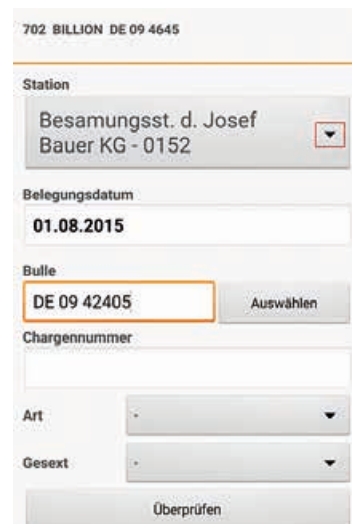 702 BILLION DE 09 4645
Station
Besamungsst. d. Josef
Bauer KG - 0152
Belegungsdatum
01.08.2015
Bulle
DE 09 42405
Auswählen
Chargennummer
Art
-
Gesext
-
Überprüfen